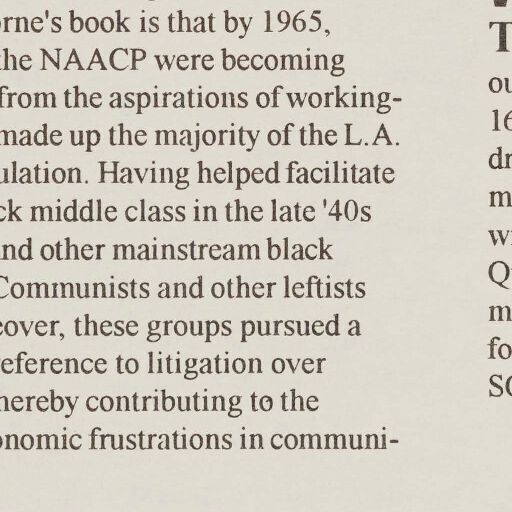 orne's book is that by 1965,
the NAACP were becoming
from the aspirations of working-
made up the majority of the L.A.
ulation. Having helped facilitate
ck middle class in the late '40s
nd other mainstream black
Communists and other leftists
eover, these groups pursued a
eference to litigation over
hereby contributing to the
onomic frustrations in communi-
T
ou
16
dr
m
w
Q
m
fo
SC